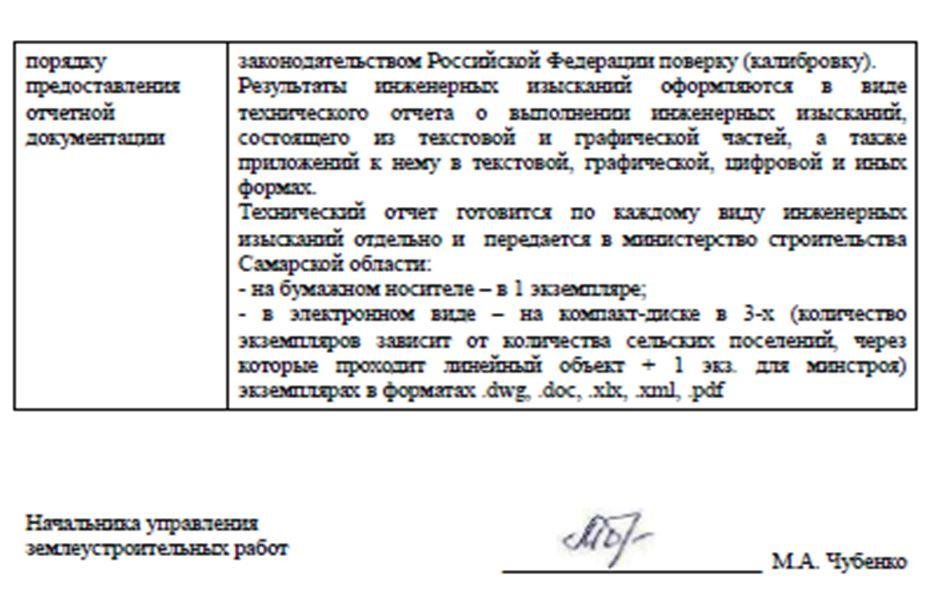 порядку
предоставления
отчетной
документации
законодательством Российской Федерации поверку (калибровку).
Результаты инженерных изысканий оформляются в виде
технического отчета о выполнении инженерных изысканий,
состоящего из текстовой и графической частей, а также
приложений к нему в текстовой, графической, цифровой и иных
формах.
Технический отчет готовится по каждому виду инженерных
изысканий отдельно и передается в министерство строительства
Самарской области:
- на бумажном носителе – в 1 экземпляре;
- в электронном виде – на компакт-диске в 3-х (количество
экземпляров зависит от количества сельских поселений, через
которые проходит линейный объект + 1 экз. для минстроя)
экземплярах в форматах .dwg, .doc, .xlx, .xml, .pdf
Начальника управления
землеустроительных работ
М.А. Чубенко